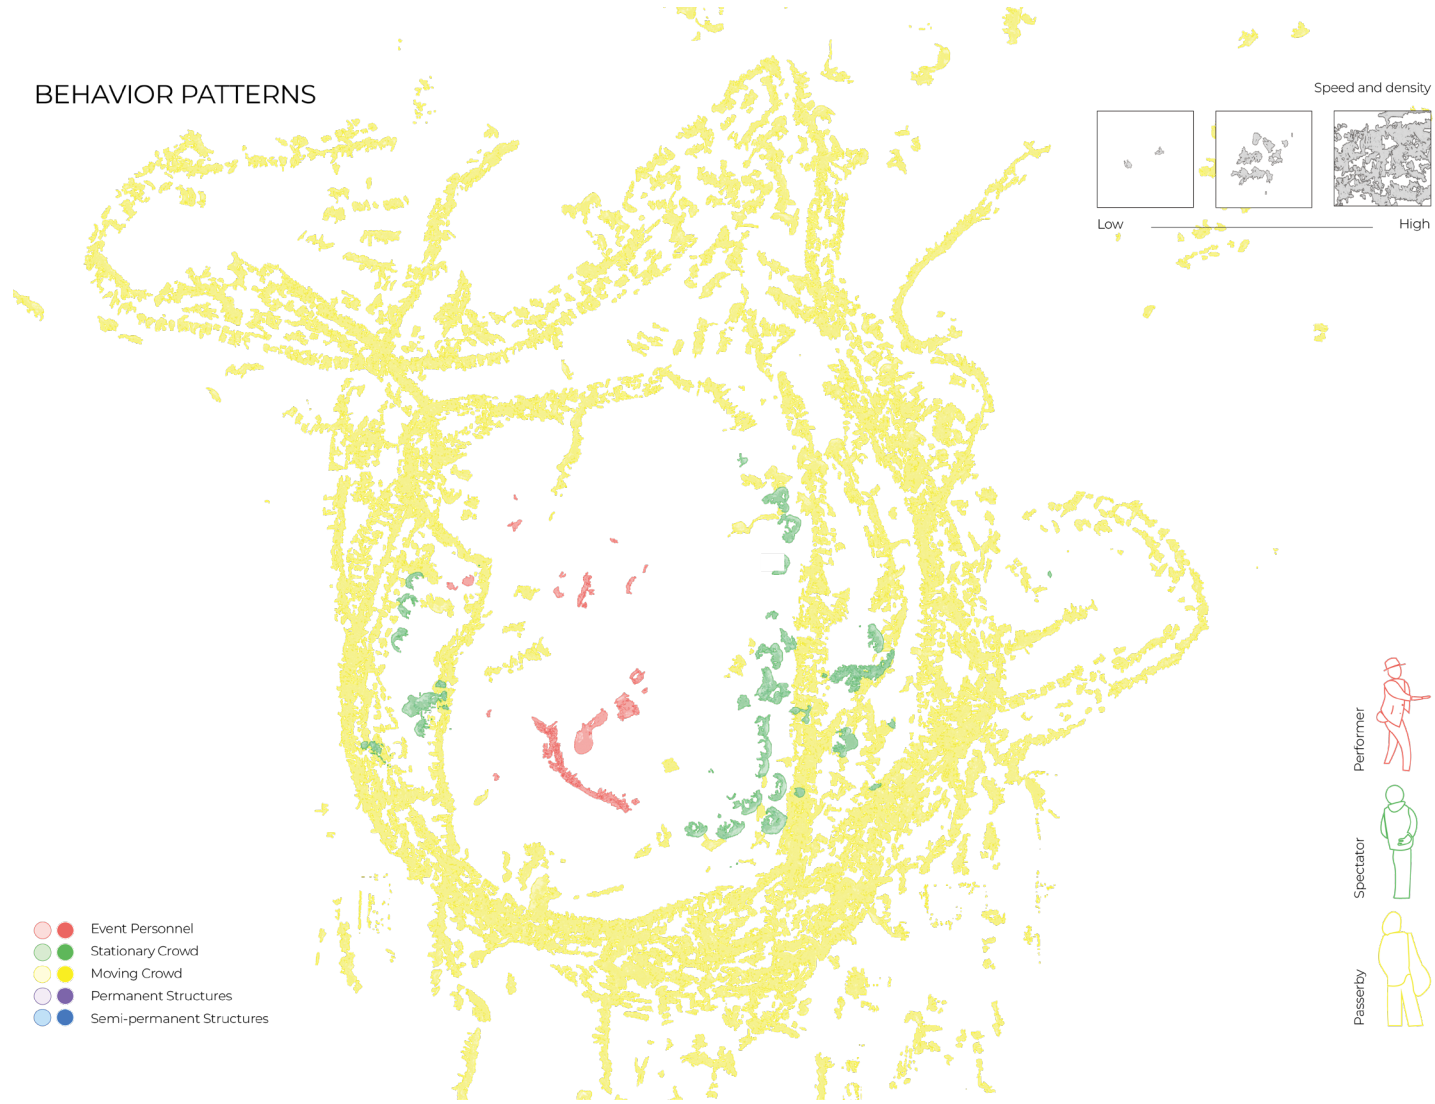 BEHAVIOR PATTERNS
Speed and density
Low
High
Performer
Spectator
Passerby
Event Personnel
Stationary Crowd
Moving Crowd
Permanent Structures
Semi-permanent Structures